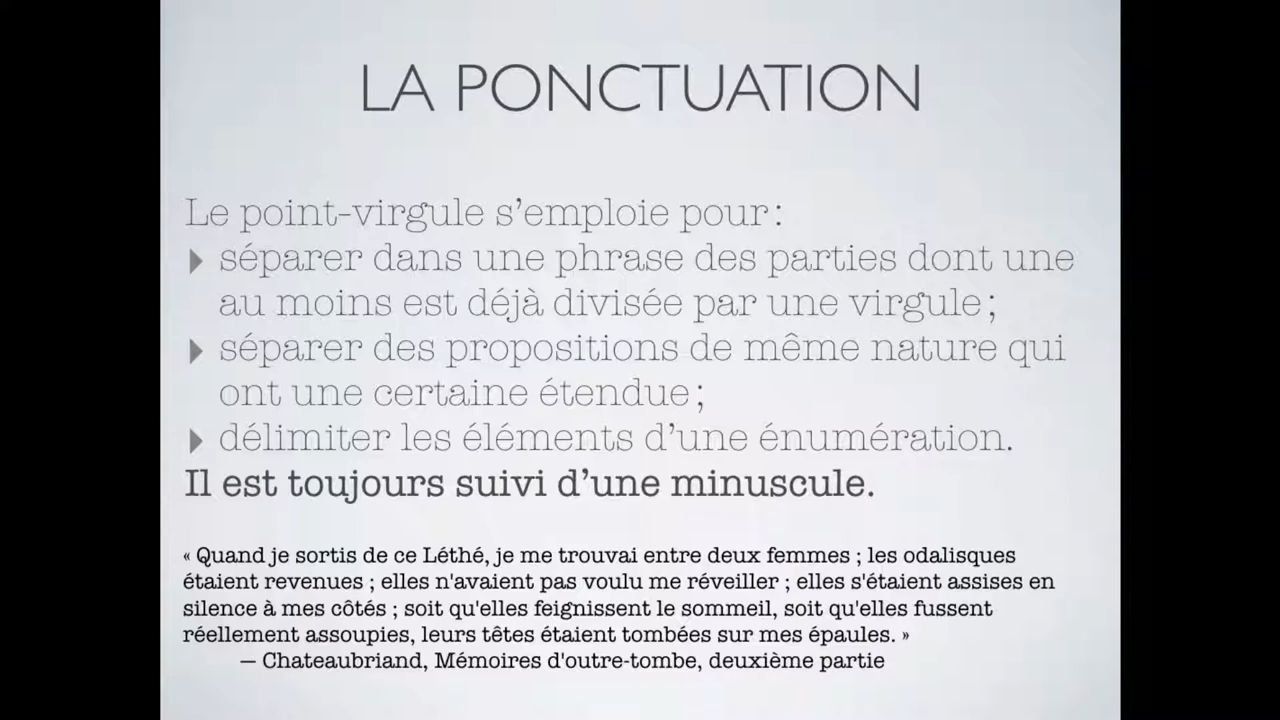 LA PONCTUATION
Le point-virgule s’emploie pour :
séparer dans une phrase des parties dont une
au moins est déjà divisée par une virgule ;
séparer des propositions de même nature qui
ont une certaine étendue ;
délimiter les éléments d’une énumération.
Il est toujours suivi d’une minuscule.
« Quand je sortis de ce Léthé, je me trouvai entre deux femmes ; les odalisques
étaient revenues ; elles n'avaient pas voulu me réveiller ; elles s'étaient assises en
silence à mes côtés ; soit qu'elles feignissent le sommeil, soit qu'elles fussent
réellement assoupies, leurs têtes étaient tombées sur mes épaules. »
— Chateaubriand, Mémoires d'outre-tombe, deuxième partie